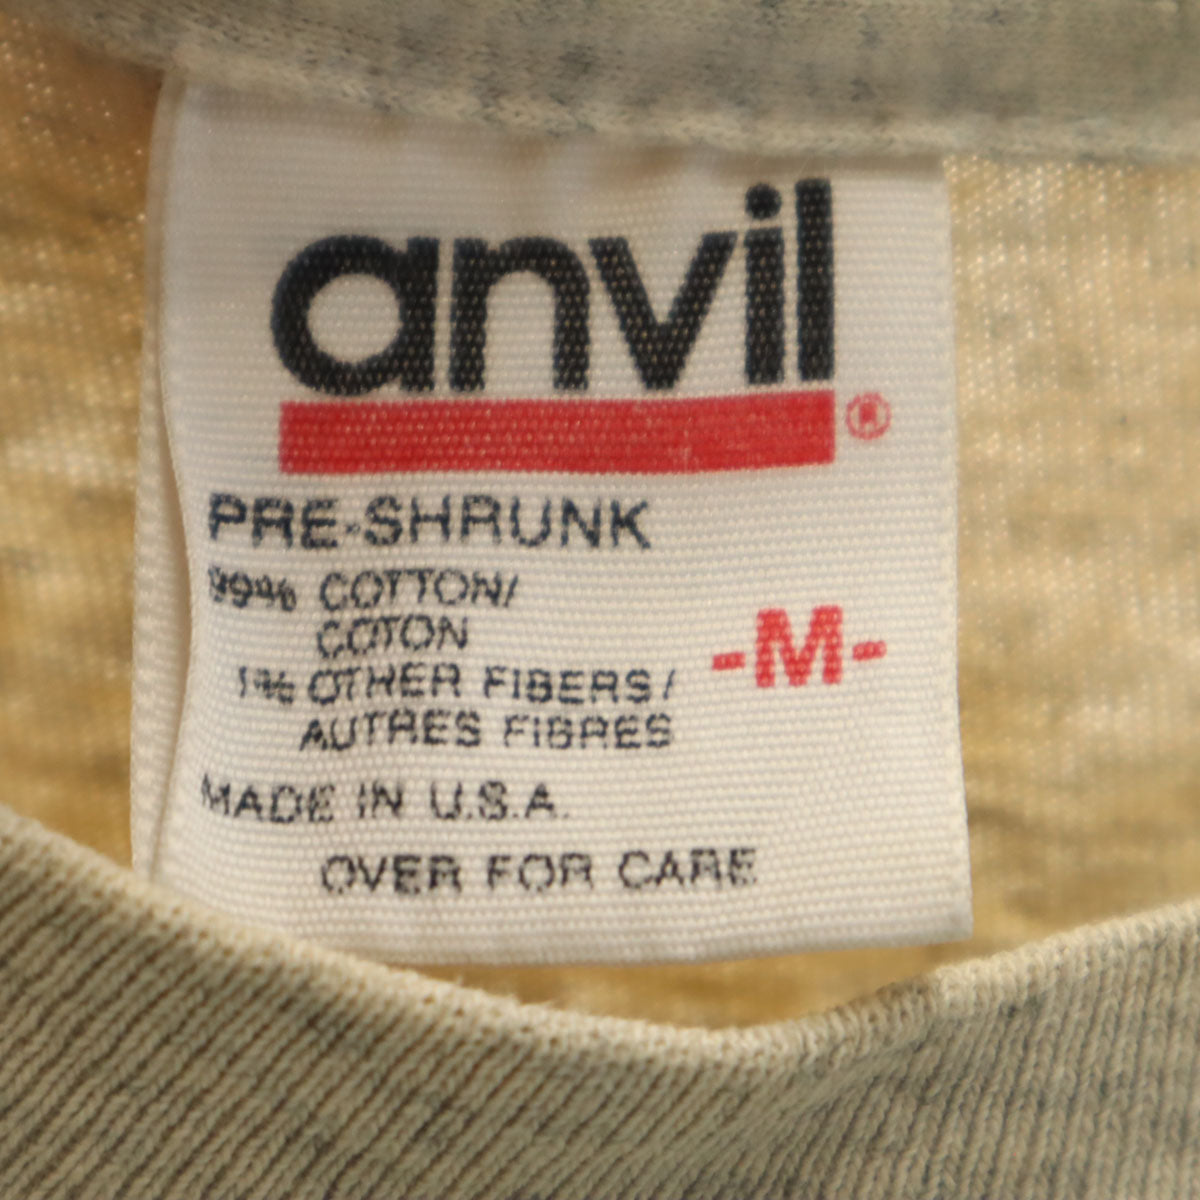 anvil®
PRE-SHRUNK
99% COTTON/
COTON
1% OTHER FIBERS/
AUTRES FIBRES
-M-
MADE IN U.S.A.
OVER FOR CARE